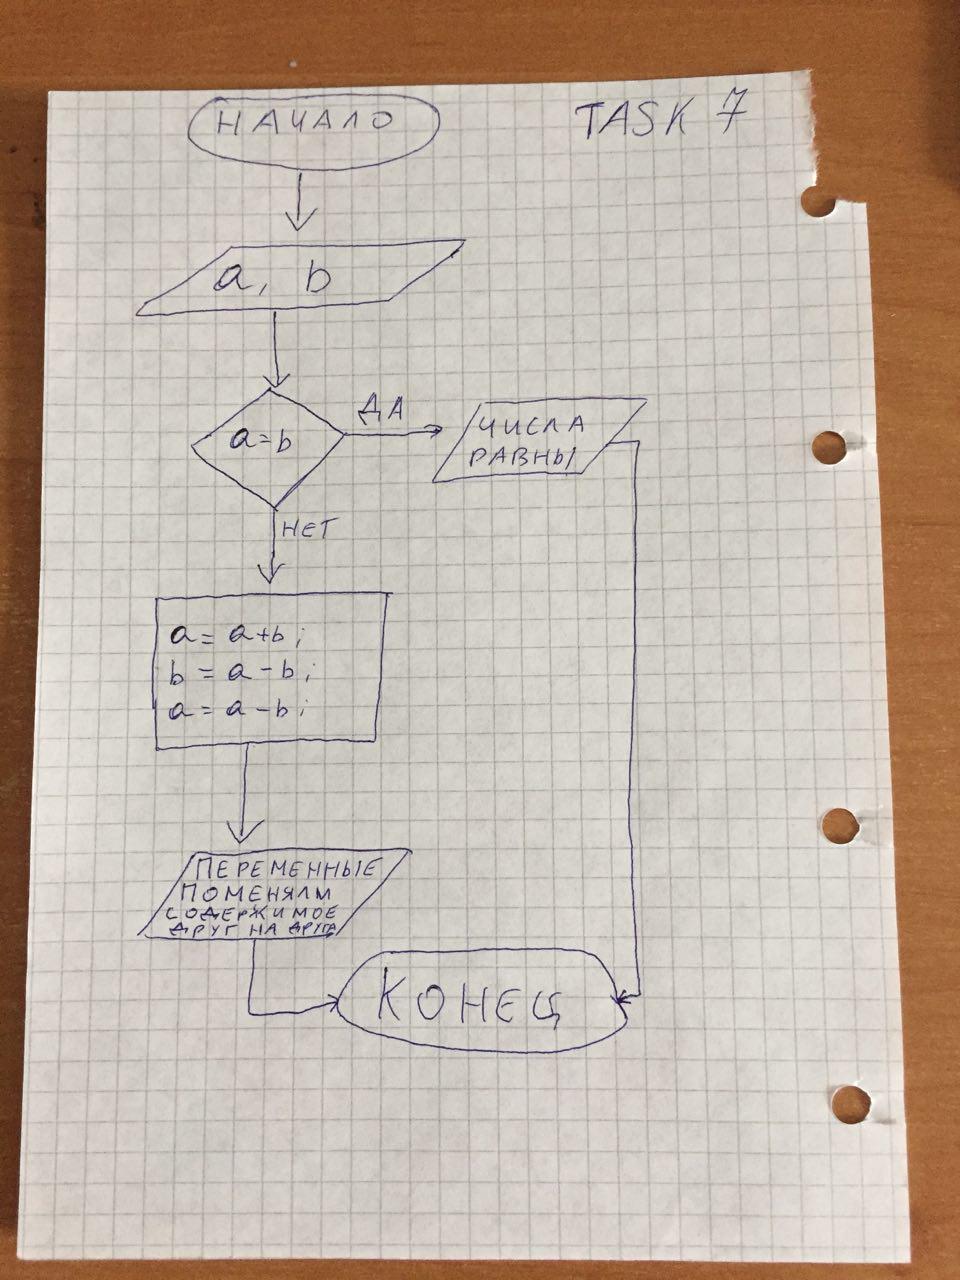 НАЧАЛО
TASK 7
a, b
a=b
ДА
ЧИСЛА
РАВНЫ
НЕТ
a = a+b;
b = a-b;
a = a-b;
ПЕРЕМЕННЫЕ
ПОМЕНЯЛИ
СОДЕРЖИМОЕ
ДРУГ НА ДРУГА
КОНЕЦ